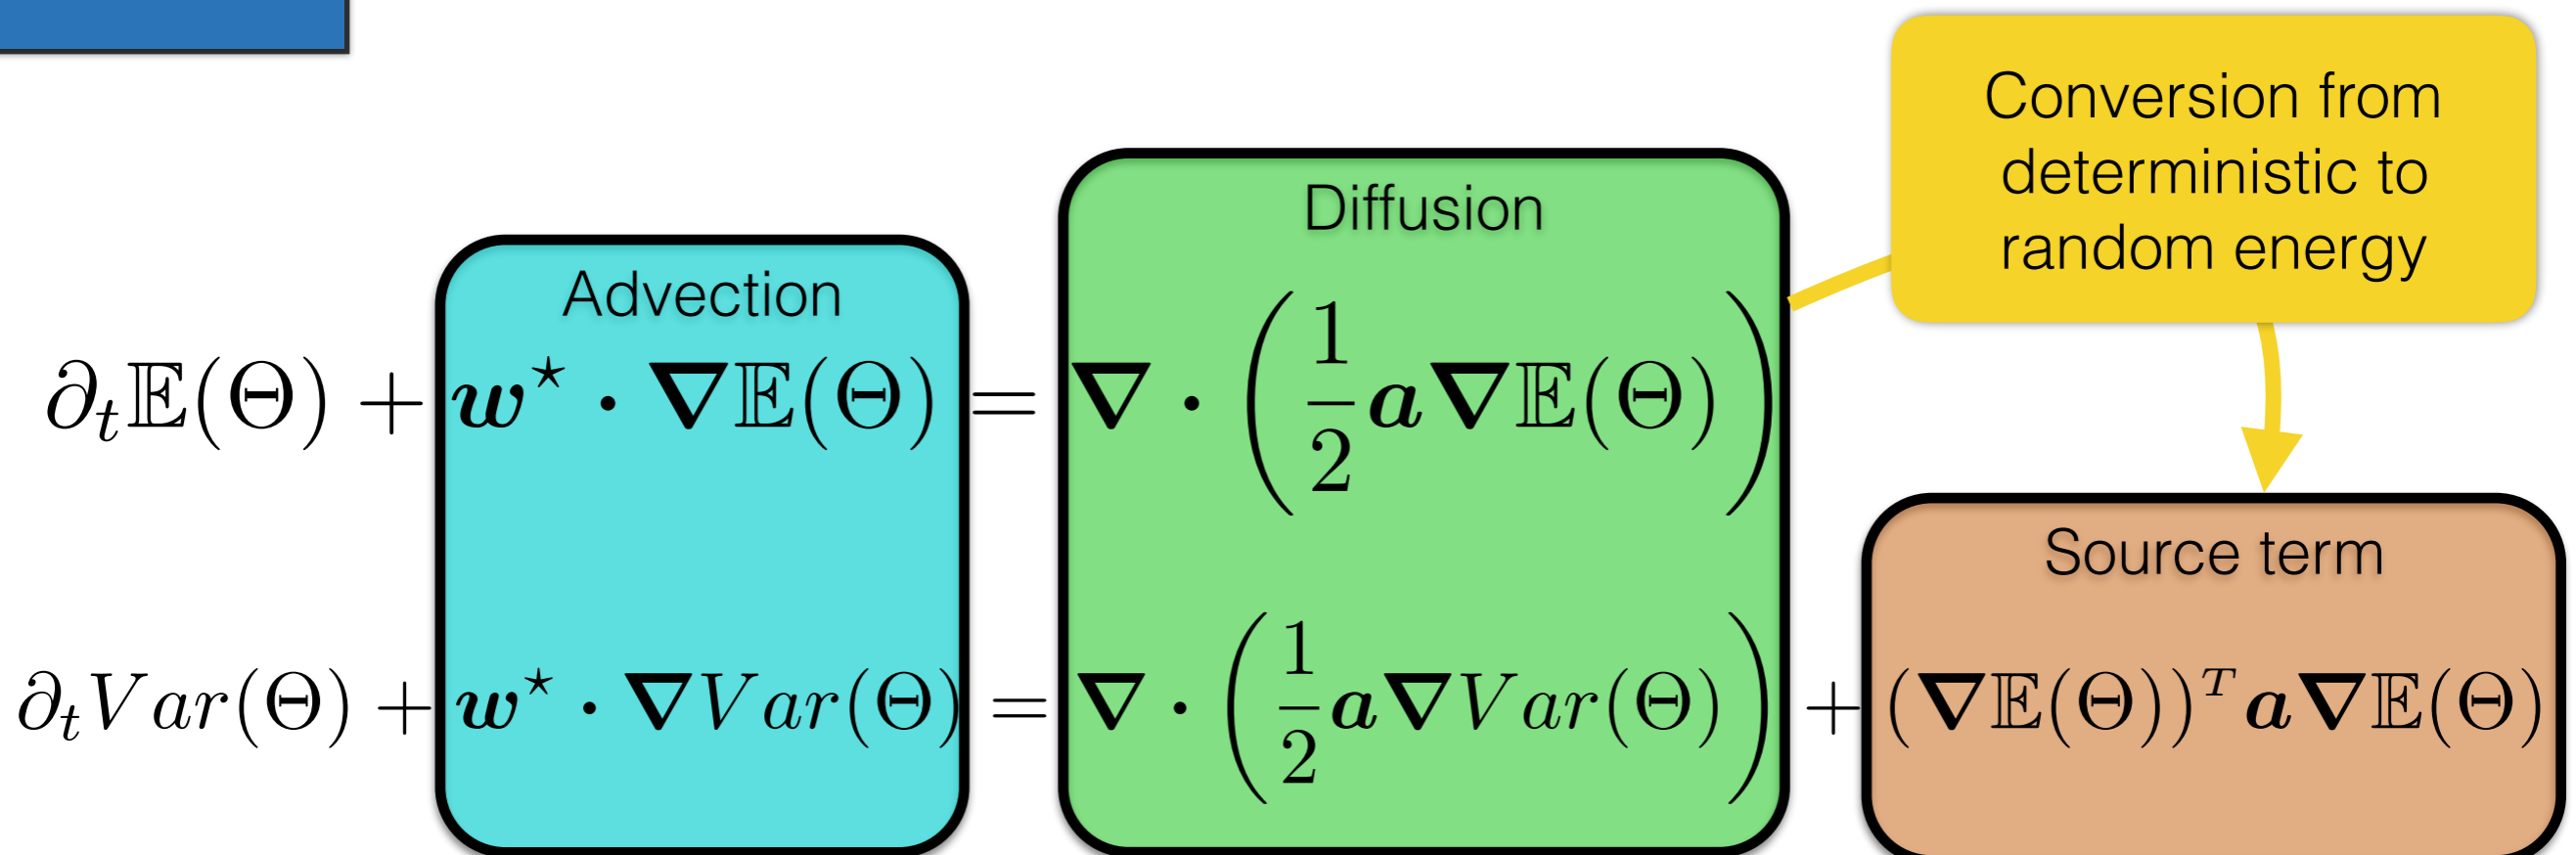 Conversion from
deterministic to
random energy
Diffusion
Advection
∂ₜ𝔼(Θ) + w⋆ · ∇𝔼(Θ) = ∇ · (1/2 a∇𝔼(Θ))
Source term
∂ₜVar(Θ) + w⋆ · ∇Var(Θ) = ∇ · (1/2 a∇Var(Θ)) + (∇𝔼(Θ))ᵀ a∇𝔼(Θ)